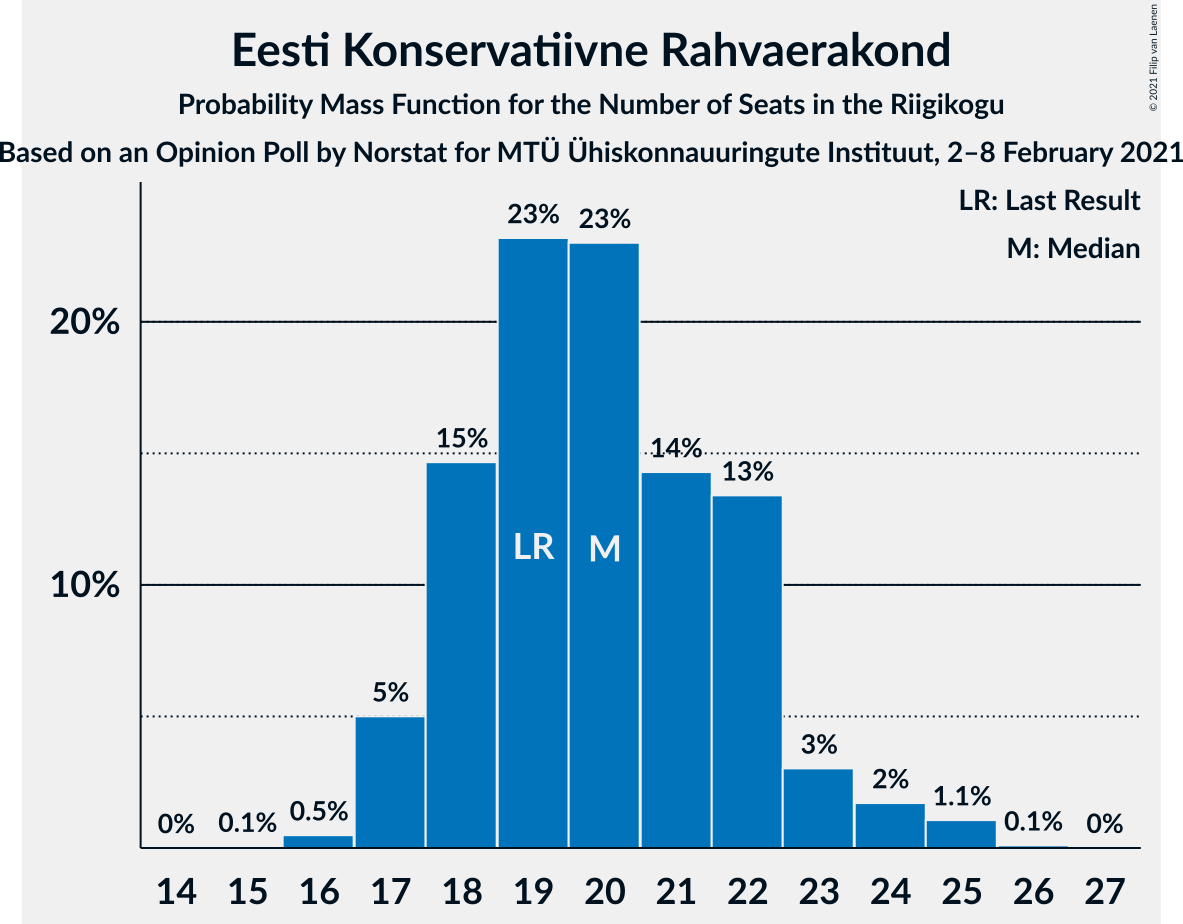 Eesti Konservatiivne Rahvaerakond
Probability Mass Function for the Number of Seats in the Riigikogu
Based on an Opinion Poll by Norstat for MTÜ Ühiskonnauuringute Instituut, 2–8 February 2021
© 2021 Filip van Laenen
LR: Last Result
M: Median
20%
10%
0% 0.1% 0.5% 5% 15% 23% 23% 14% 13% 3% 2% 1.1% 0.1% 0%
LR M
14 15 16 17 18 19 20 21 22 23 24 25 26 27